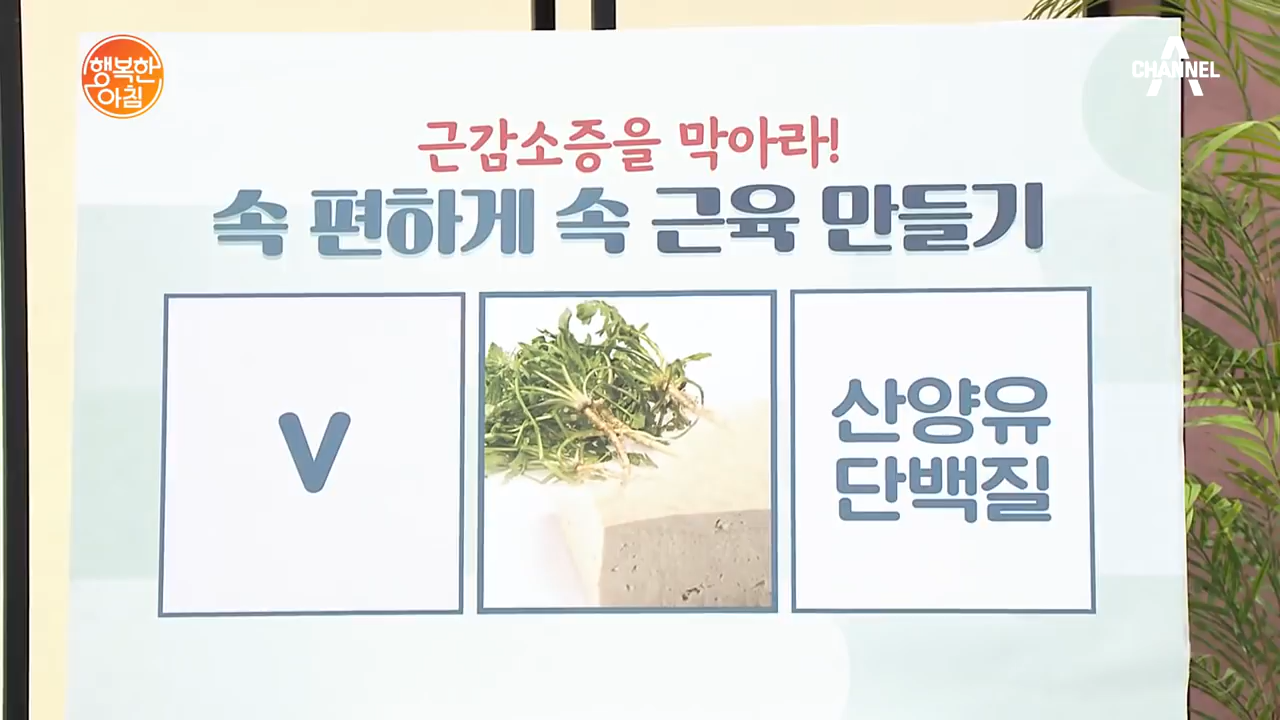 행복한
아침
CHANNEL
A
근감소증을 막아라!
속 편하게 속 근육 만들기
V
산양유
단백질